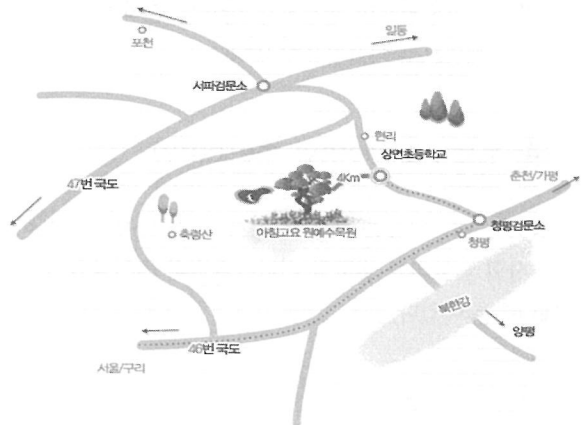 포천
일동
서파검문소
현리
상면초등학교
4Km
47번 국도
춘천/가평
축령산
아침고요 원예수목원
청평검문소
청평
북한강
양평
46번 국도
서울/구리